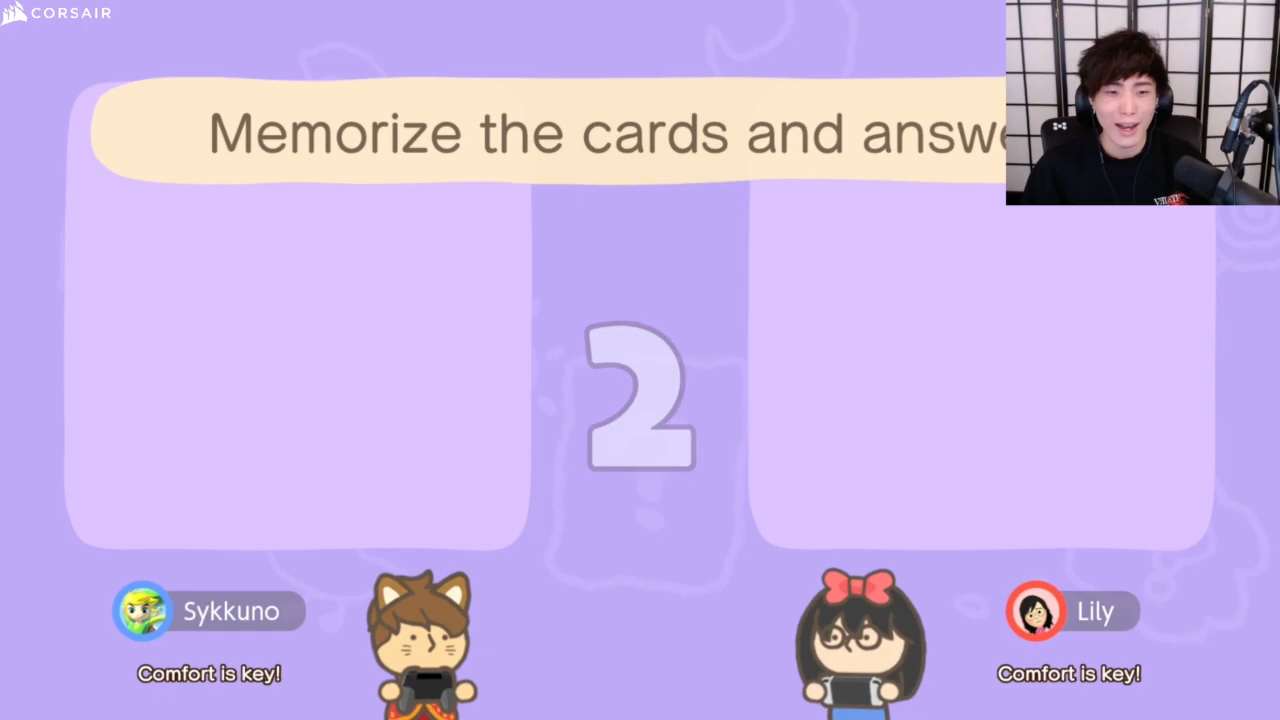 CORSAIR
Memorize the cards and answe
2
Sykkuno
Lily
Comfort is key!
Comfort is key!